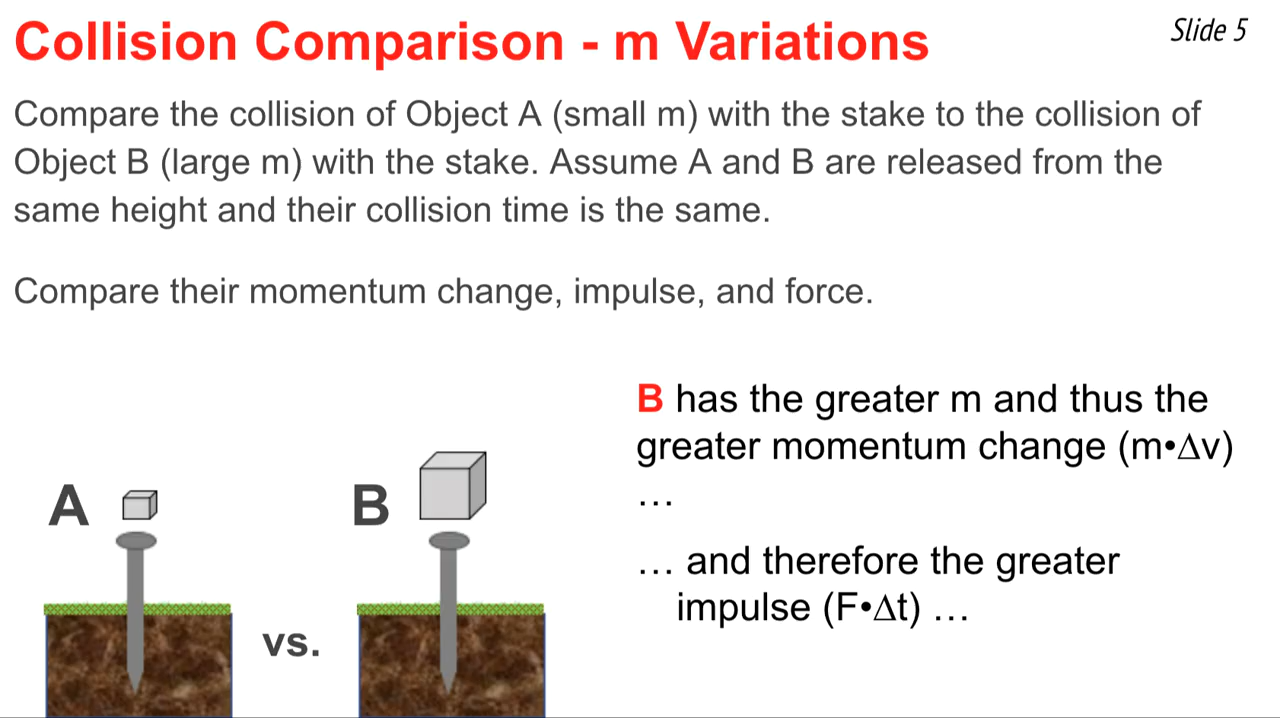 Collision Comparison - m Variations
Slide 5
Compare the collision of Object A (small m) with the stake to the collision of
Object B (large m) with the stake. Assume A and B are released from the
same height and their collision time is the same.
Compare their momentum change, impulse, and force.
B has the greater m and thus the
greater momentum change (m•Δv)
…
… and therefore the greater
impulse (F•Δt) …
A
B
vs.